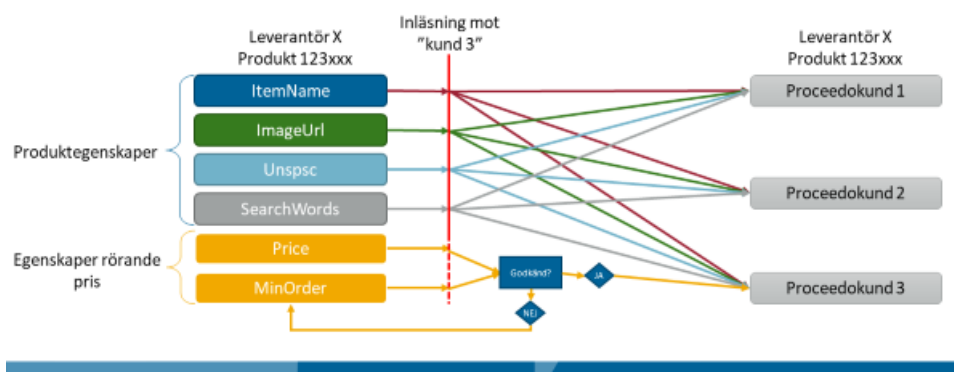 Inläsning mot
”kund 3”
Leverantör X
Produkt 123xxx
Leverantör X
Produkt 123xxx
ItemName
Proceedokund 1
ImageUrl
Produktegenskaper
Unspsc
Proceedokund 2
SearchWords
Price
Egenskaper rörande
pris
Godkänd?
JA
MinOrder
Proceedokund 3
NEJ